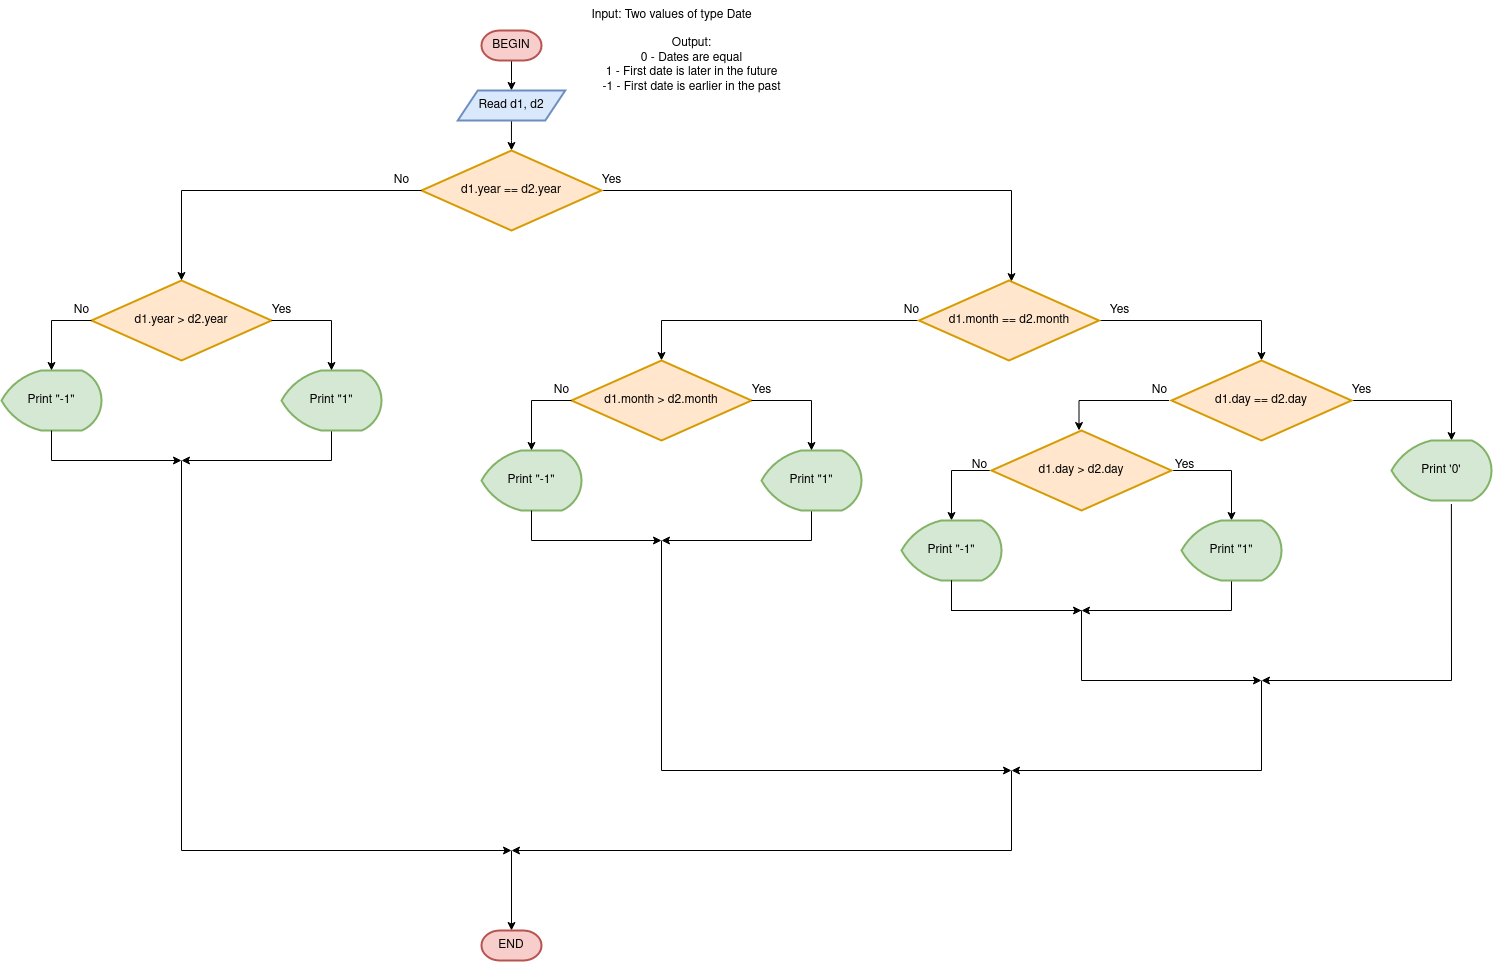 Input: Two values of type Date
Output:
0 - Dates are equal
1 - First date is later in the future
-1 - First date is earlier in the past
BEGIN
Read d1, d2
No
d1.year == d2.year
Yes
No
d1.year > d2.year
Yes
No
d1.month == d2.month
Yes
Print "-1"
Print "1"
No
d1.month > d2.month
Yes
No
d1.day == d2.day
Yes
No
d1.day > d2.day
Yes
Print '0'
Print "-1"
Print "1"
Print "-1"
Print "1"
END